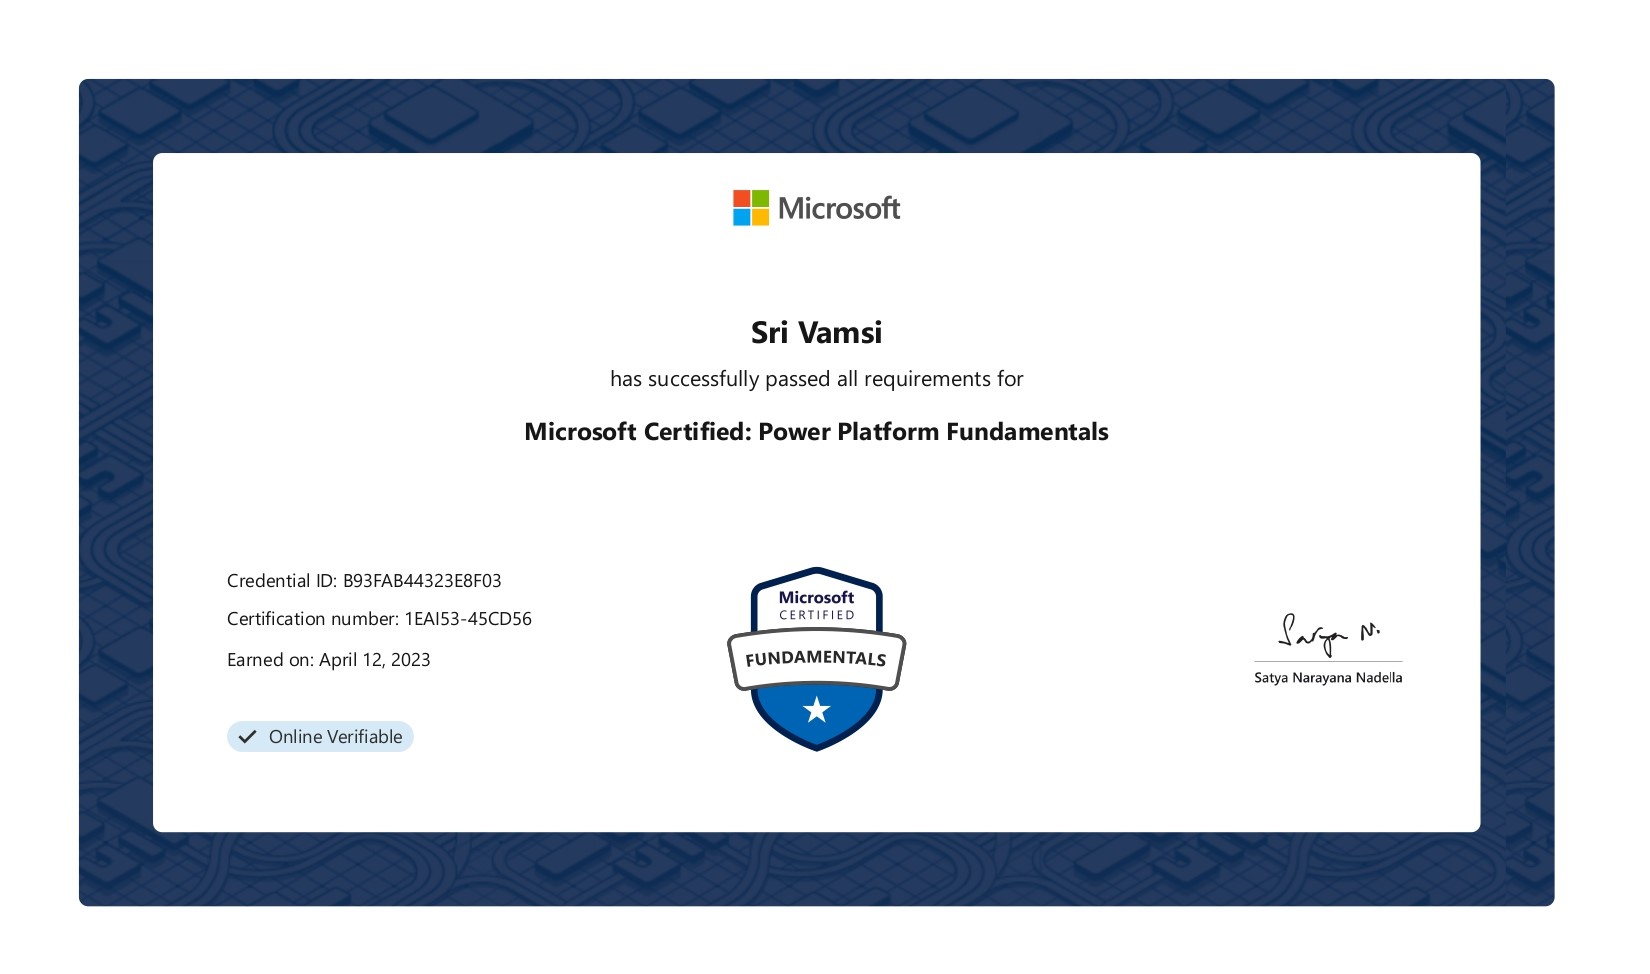 Microsoft
Sri Vamsi
has successfully passed all requirements for
Microsoft Certified: Power Platform Fundamentals
Credential ID: B93FAB44323E8F03
Certification number: 1EAI53-45CD56
Earned on: April 12, 2023
Online Verifiable
Microsoft
CERTIFIED
FUNDAMENTALS
Satya N.
Satya Narayana Nadella